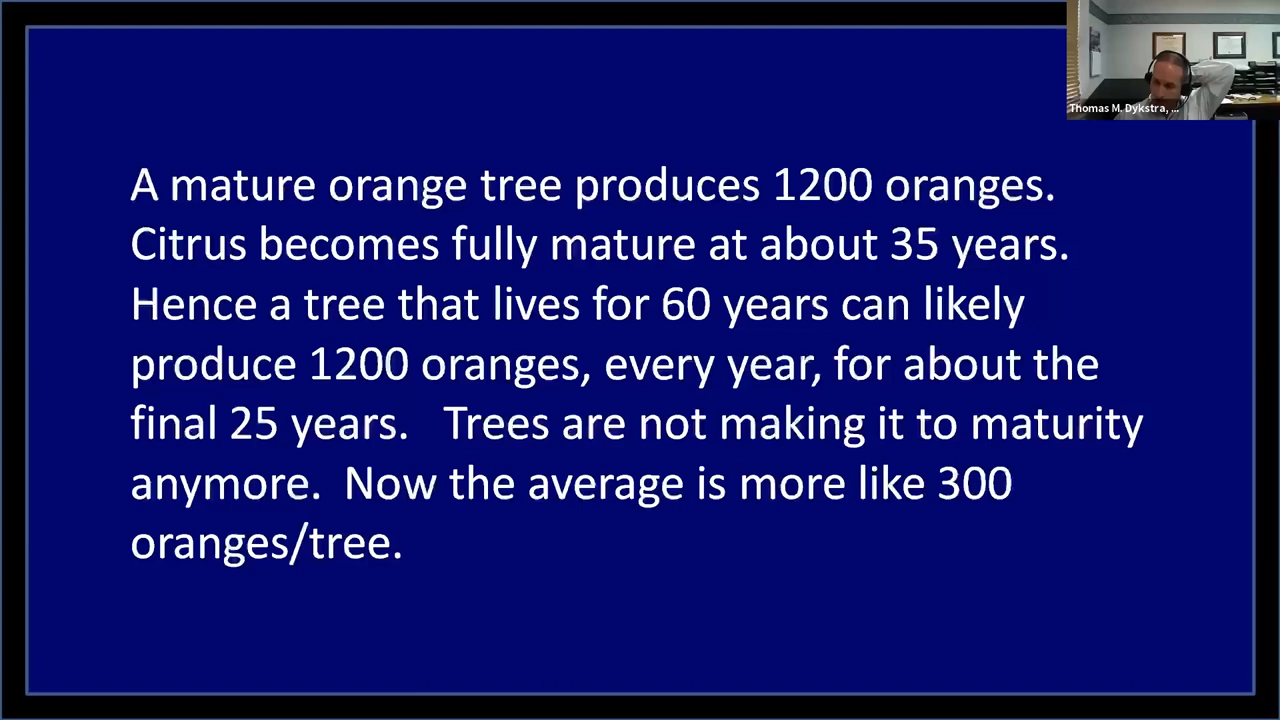 Thomas M. Dykstra, ...
A mature orange tree produces 1200 oranges.
Citrus becomes fully mature at about 35 years.
Hence a tree that lives for 60 years can likely
produce 1200 oranges, every year, for about the
final 25 years.   Trees are not making it to maturity
anymore.  Now the average is more like 300
oranges/tree.